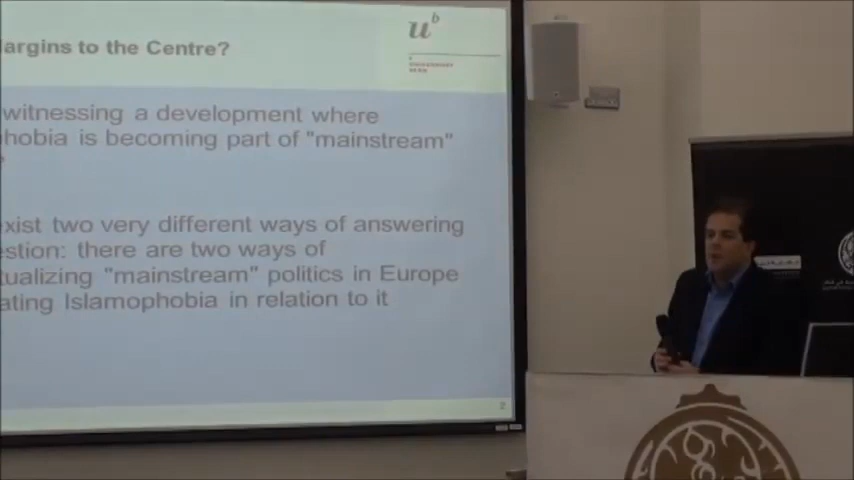 argins to the Centre?
u^b
witnessing a development where
phobia is becoming part of "mainstream"
?
exist two very different ways of answering
estion: there are two ways of
tualizing "mainstream" politics in Europe
ating Islamophobia in relation to it
2